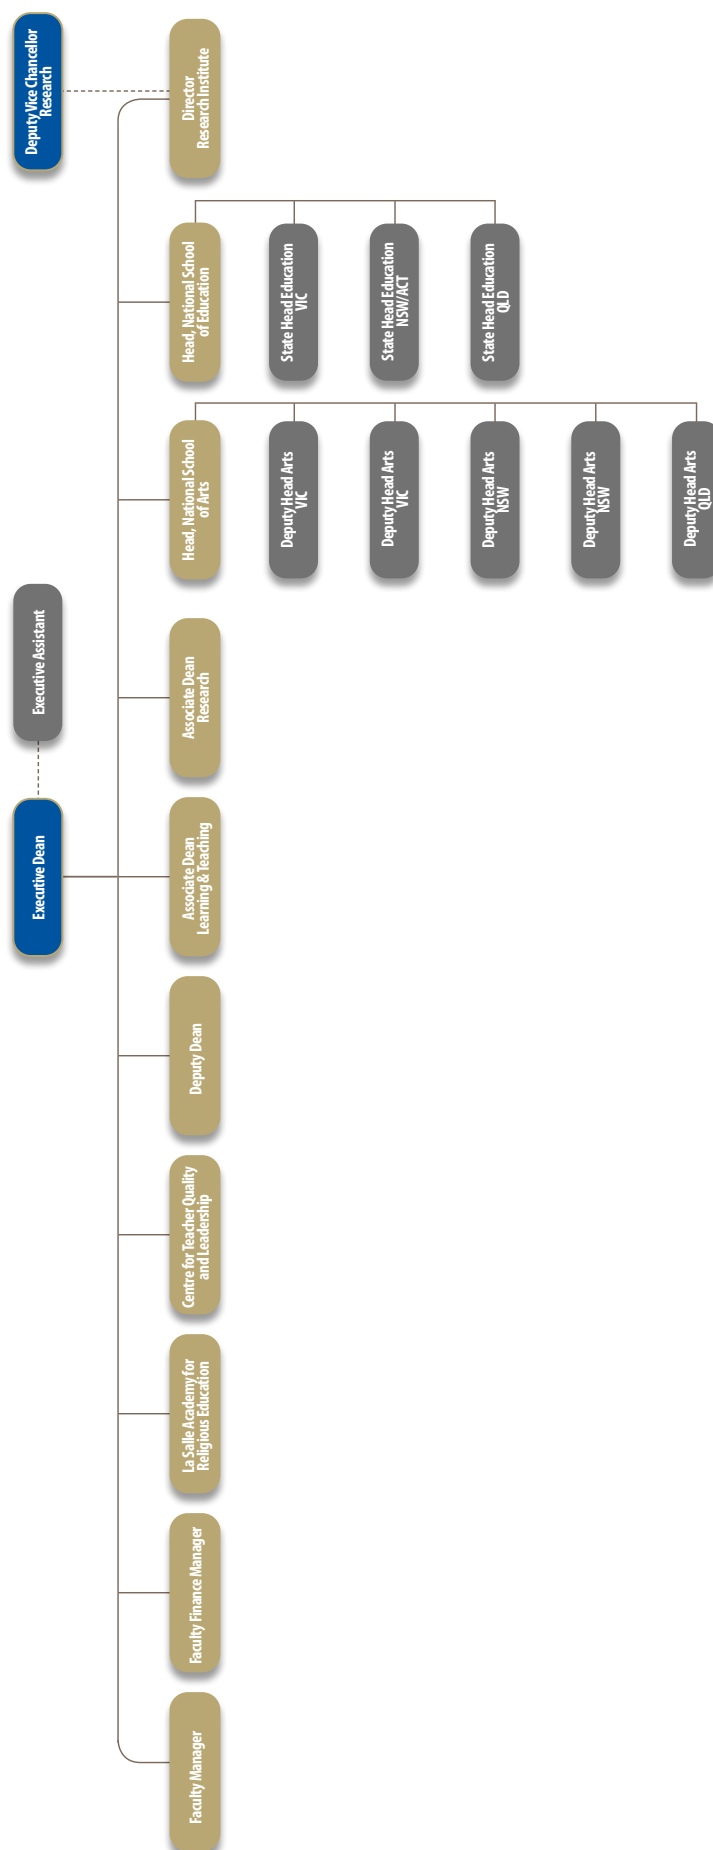 Executive Dean
Executive Assistant
Deputy Vice Chancellor
Research
Faculty Manager
Faculty Finance Manager
La Salle Academy for
Religious Education
Centre for Teacher Quality
and Leadership
Deputy Dean
Associate Dean
Learning & Teaching
Associate Dean
Research
Head, National School
of Arts
Head, National School
of Education
Director
Research Institute
Deputy Head Arts
VIC
State Head Education
VIC
Deputy Head Arts
VIC
State Head Education
NSW/ACT
Deputy Head Arts
NSW
State Head Education
QLD
Deputy Head Arts
NSW
Deputy Head Arts
QLD